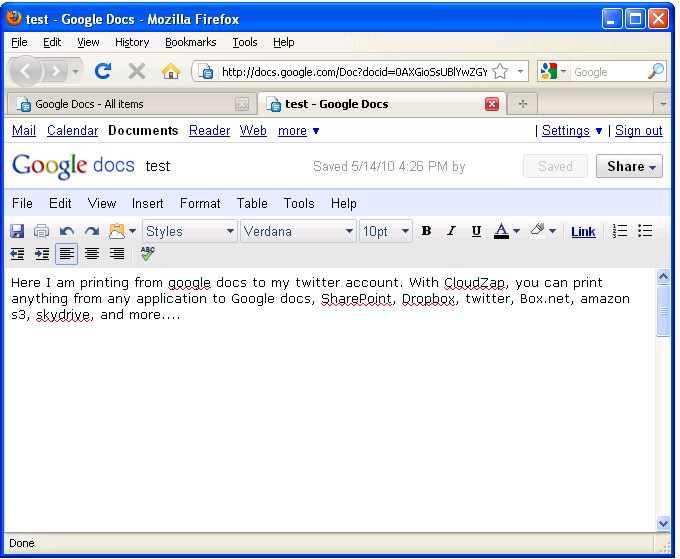 test - Google Docs - Mozilla Firefox
File Edit View History Bookmarks Tools Help
http://docs.google.com/Doc?docid=0AXGioSsUBlYwZGY Google
Google Docs - All items test - Google Docs
Mail Calendar Documents Reader Web more ▼ | Settings ▼ | Sign out
Google docs test Saved 5/14/10 4:26 PM by Saved Share
File Edit View Insert Format Table Tools Help
Styles Verdana 10pt B I U A Link
ABC
Here I am printing from google docs to my twitter account. With CloudZap, you can print
anything from any application to Google docs, SharePoint, Dropbox, twitter, Box.net, amazon
s3, skydrive, and more....
Done